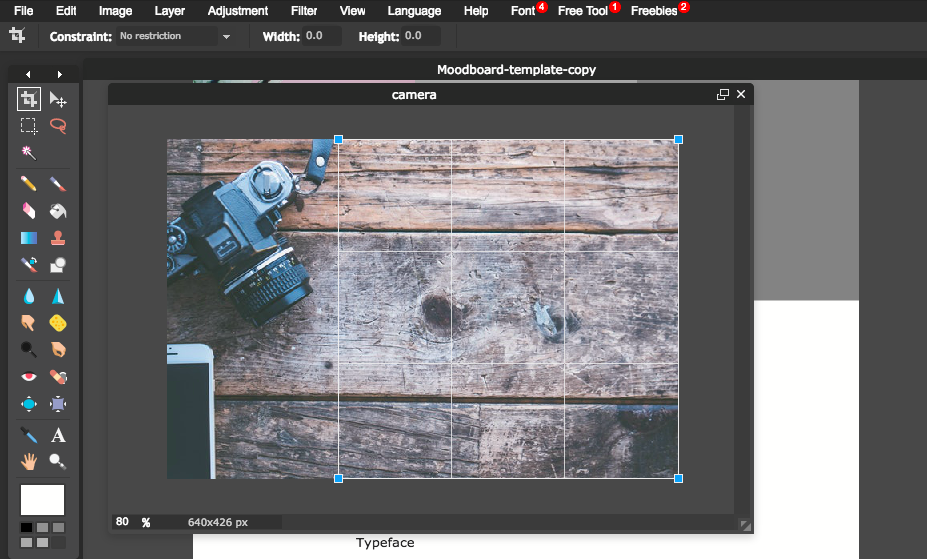 File Edit Image Layer Adjustment Filter View Language Help Font 4 Free Tool 1 Freebies 2
Constraint: No restriction Width: 0.0 Height: 0.0
Moodboard-template-copy
camera
A
80 % 640x426 px
Typeface